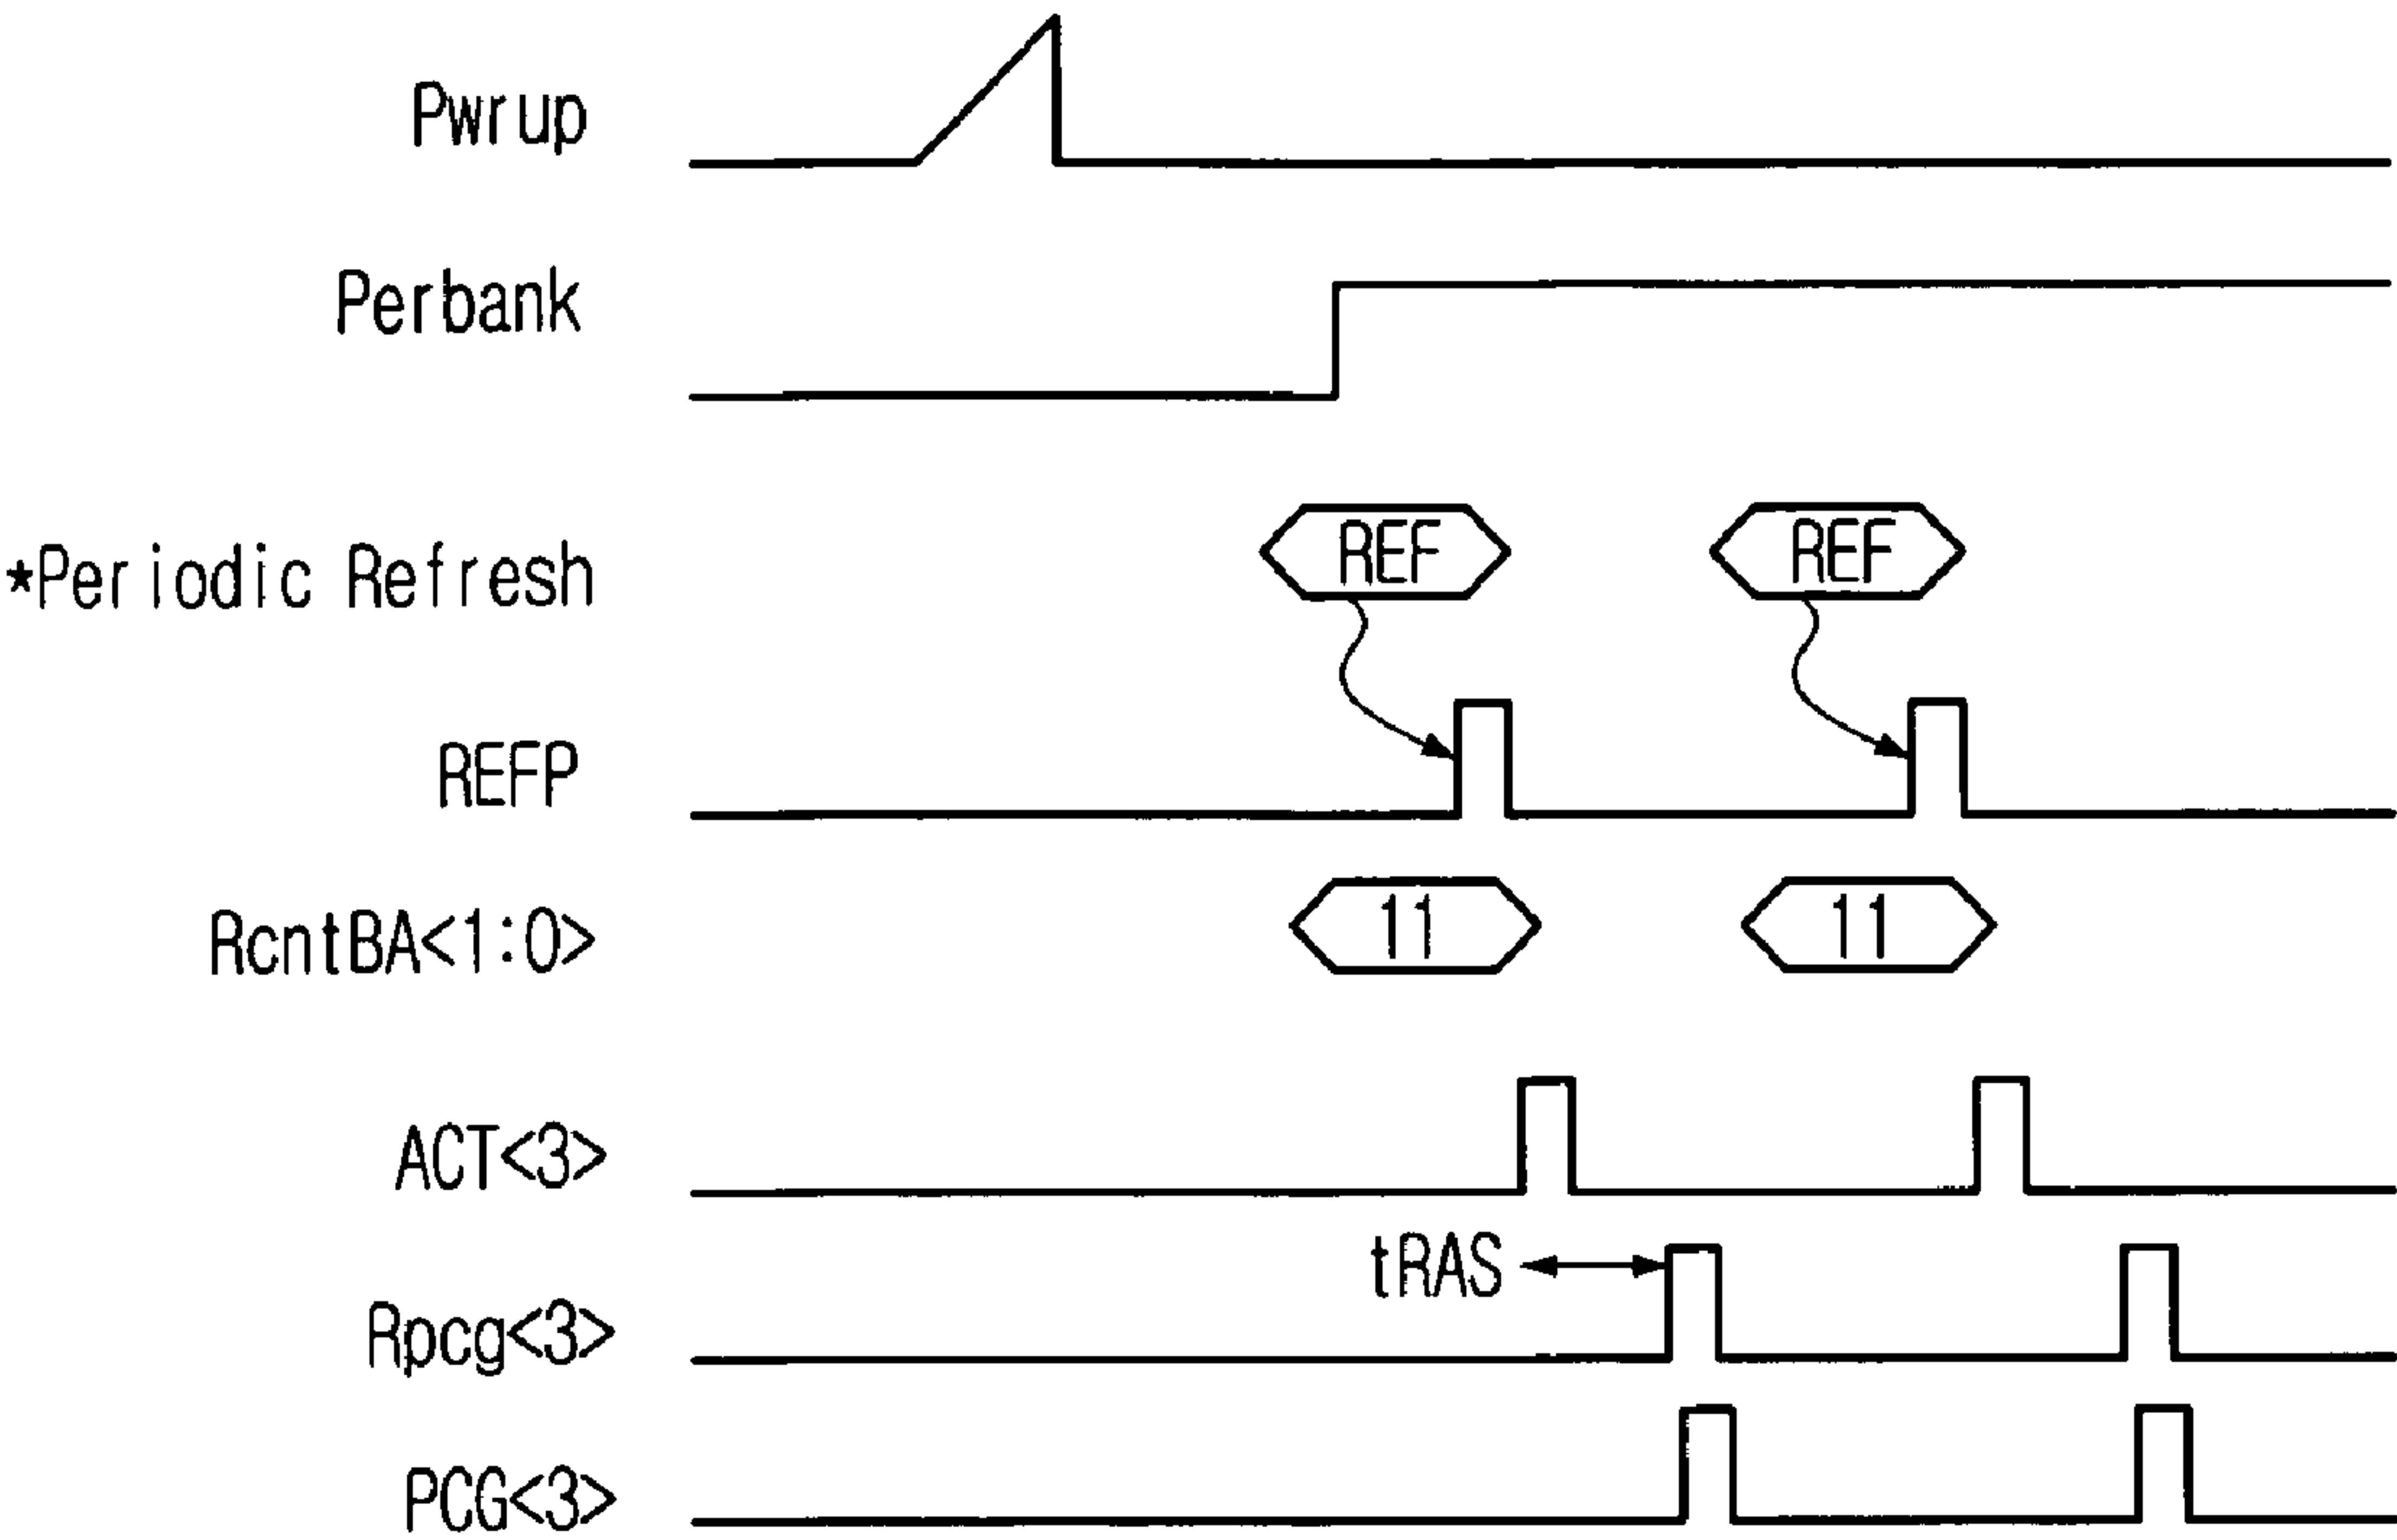 Pwrup
Perbank
*Periodic Refresh REF REF
REFP
RcntBA<1:0> 11 11
ACT<3>
tRAS
Rpcg<3>
PCG<3>